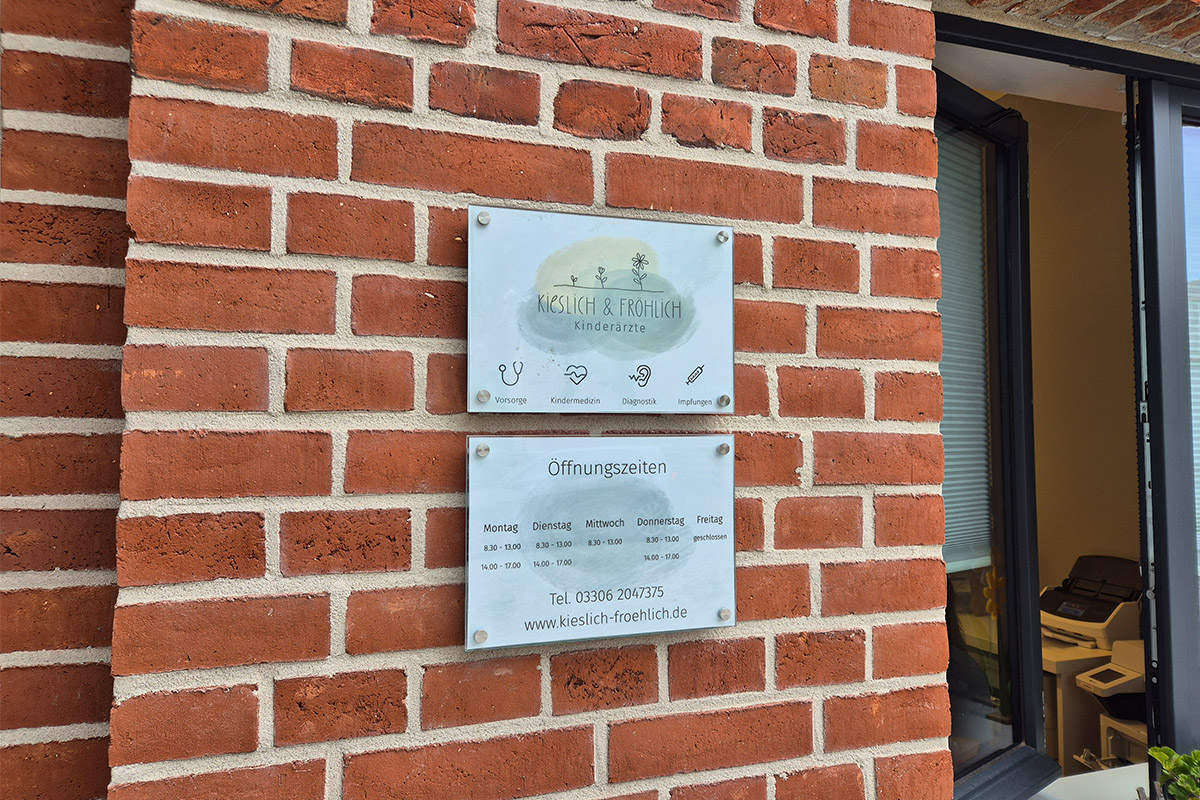 KIESLICH & FRÖHLICH
Kinderärzte
Vorsorge Kindermedizin Diagnostik Impfungen
Öffnungszeiten
Montag Dienstag Mittwoch Donnerstag Freitag
8.30 - 13.00 8.30 - 13.00 8.30 - 13.00 8.30 - 13.00 geschlossen
14.00 - 17.00 14.00 - 17.00 14.00 - 17.00
Tel. 03306 2047375
www.kieslich-froehlich.de